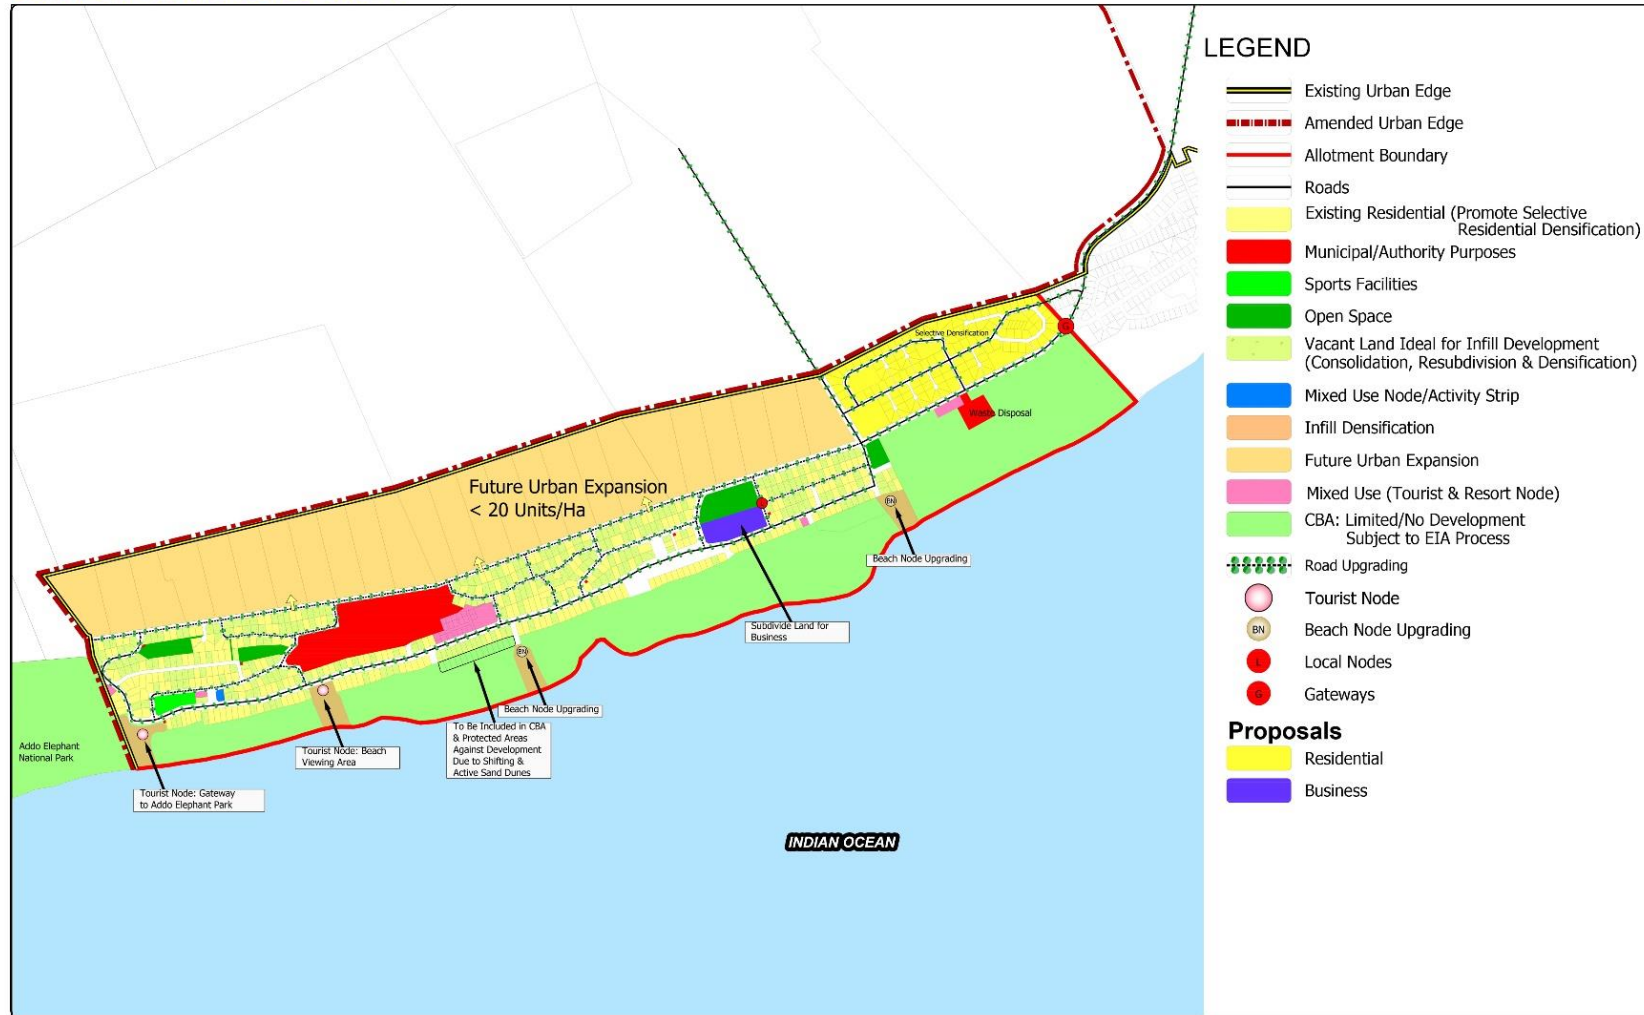 LEGEND
Existing Urban Edge
Amended Urban Edge
Allotment Boundary
Roads
Existing Residential (Promote Selective
Residential Densification)
Municipal/Authority Purposes
Sports Facilities
Open Space
Vacant Land Ideal for Infill Development
(Consolidation, Resubdivision & Densification)
Mixed Use Node/Activity Strip
Infill Densification
Future Urban Expansion
Mixed Use (Tourist & Resort Node)
CBA: Limited/No Development
Subject to EIA Process
Road Upgrading
Tourist Node
BN
Beach Node Upgrading
L
Local Nodes
G
Gateways
Proposals
Residential
Business
G
Selective Densification
Waste Disposal
Future Urban Expansion
< 20 Units/Ha
BN
Beach Node Upgrading
Subdivide Land for
Business
BN
Beach Node Upgrading
To Be Included in CBA
& Protected Areas
Against Development
Due to Shifting &
Active Sand Dunes
Tourist Node: Beach
Viewing Area
Addo Elephant
National Park
Tourist Node: Gateway
to Addo Elephant Park
INDIAN OCEAN